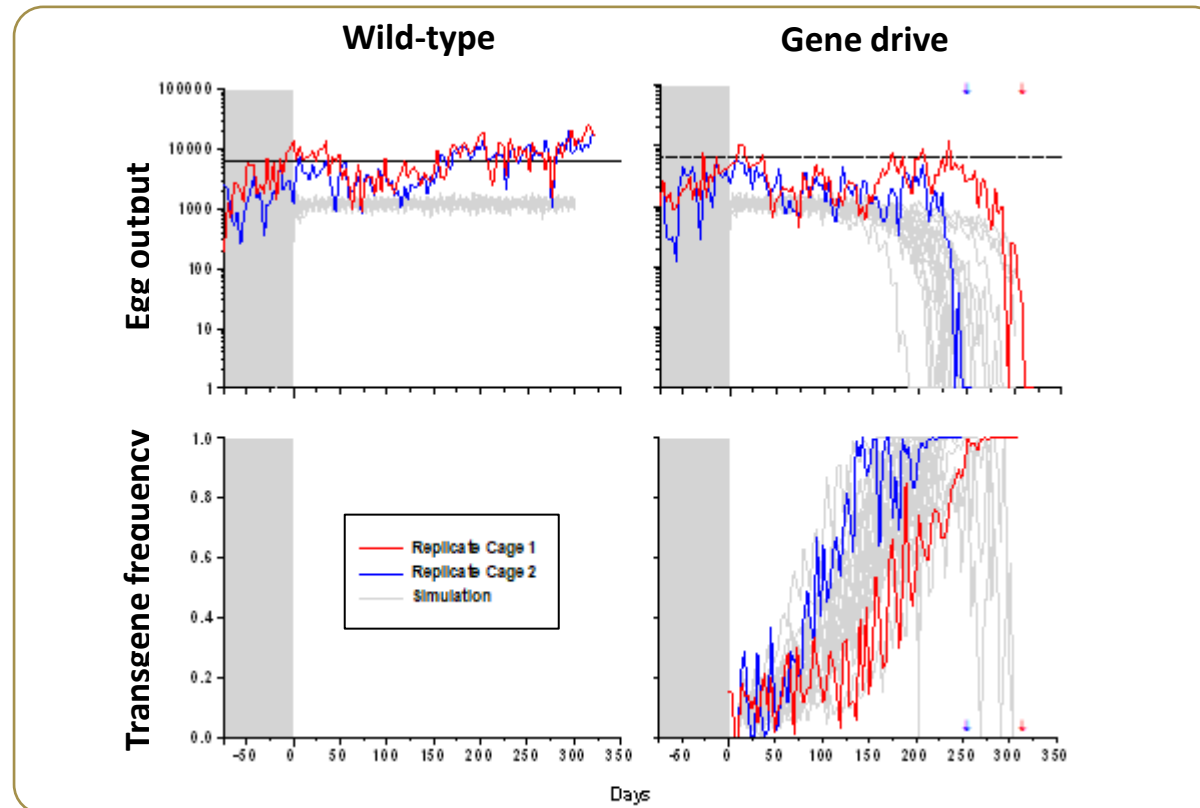 Wild-type
Gene drive
Egg output
100000
10000
1000
100
10
1
Transgene frequency
1.0
0.8
0.6
0.4
0.2
0.0
Replicate Cage 1
Replicate Cage 2
Simulation
-50 0 50 100 150 200 250 300 350
-50 0 50 100 150 200 250 300 350
Days